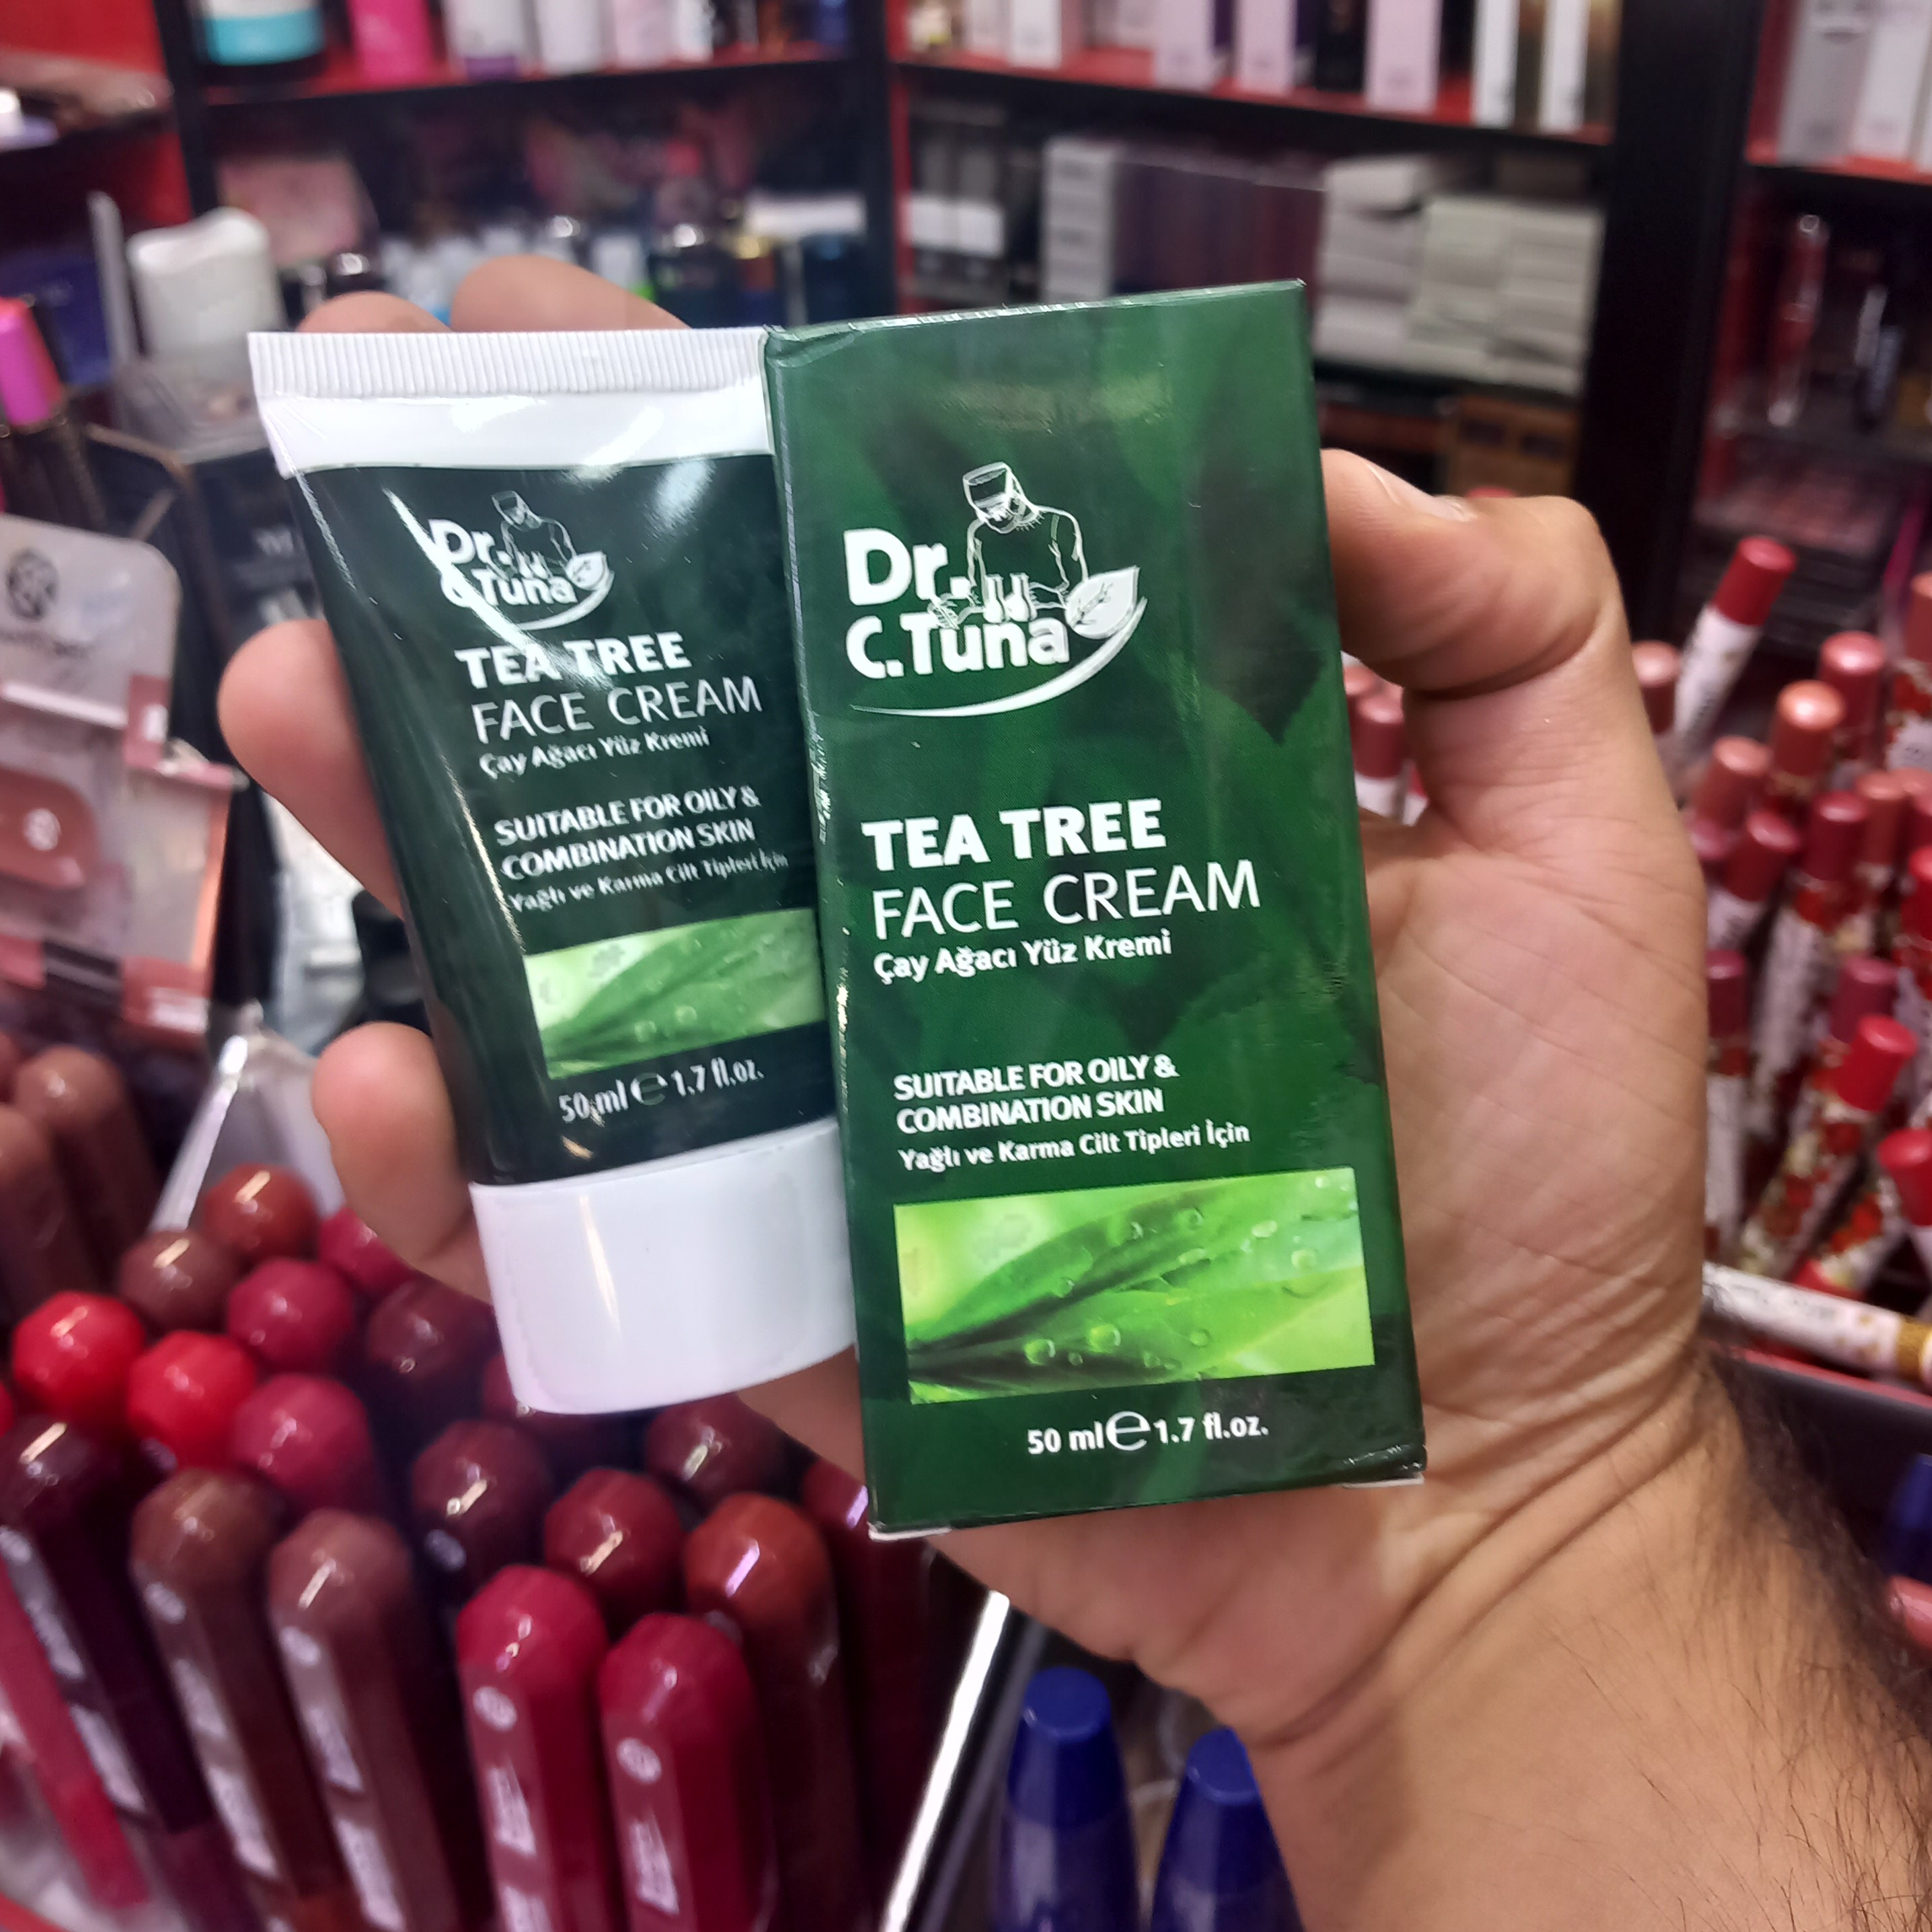 Dr.
C.Tuna
TEA TREE
FACE CREAM
Çay Ağacı Yüz Kremi
SUITABLE FOR OILY &
COMBINATION SKIN
Yağlı ve Karma Cilt Tipleri İçin
50 ml e 1.7 fl.oz.
Dr.
C.Tuna
TEA TREE
FACE CREAM
Çay Ağacı Yüz Kremi
SUITABLE FOR OILY &
COMBINATION SKIN
Yağlı ve Karma Cilt Tipleri İçin
50 ml e 1.7 fl.oz.